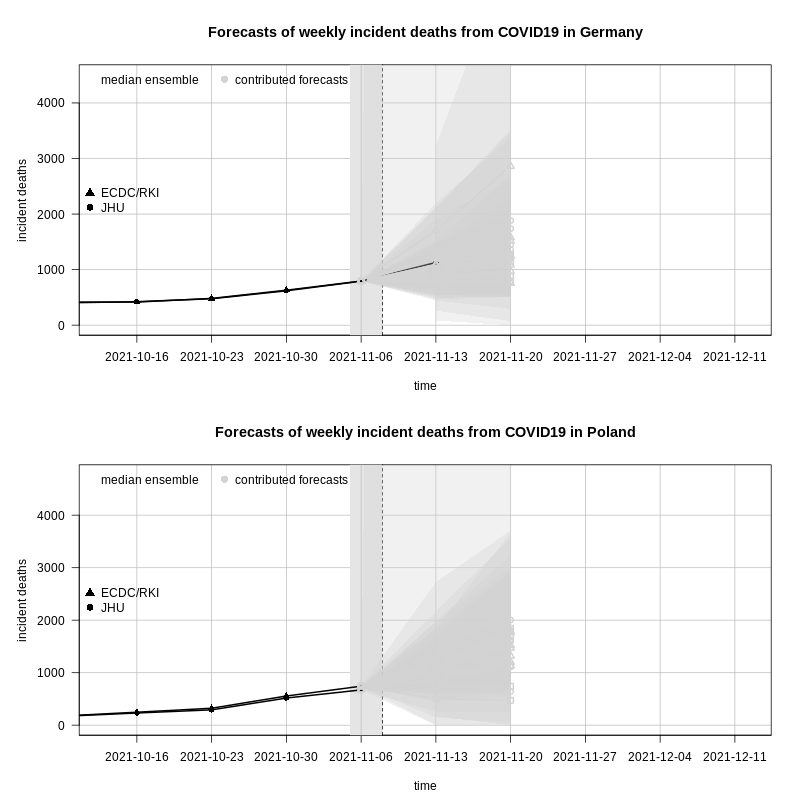 Forecasts of weekly incident deaths from COVID19 in Germany
median ensemble contributed forecasts
4000
3000
ECDC/RKI
JHU
2000
1000
0
incident deaths
2021-10-16 2021-10-23 2021-10-30 2021-11-06 2021-11-13 2021-11-20 2021-11-27 2021-12-04 2021-12-11
time
Forecasts of weekly incident deaths from COVID19 in Poland
median ensemble contributed forecasts
4000
3000
ECDC/RKI
JHU
2000
1000
0
incident deaths
2021-10-16 2021-10-23 2021-10-30 2021-11-06 2021-11-13 2021-11-20 2021-11-27 2021-12-04 2021-12-11
time